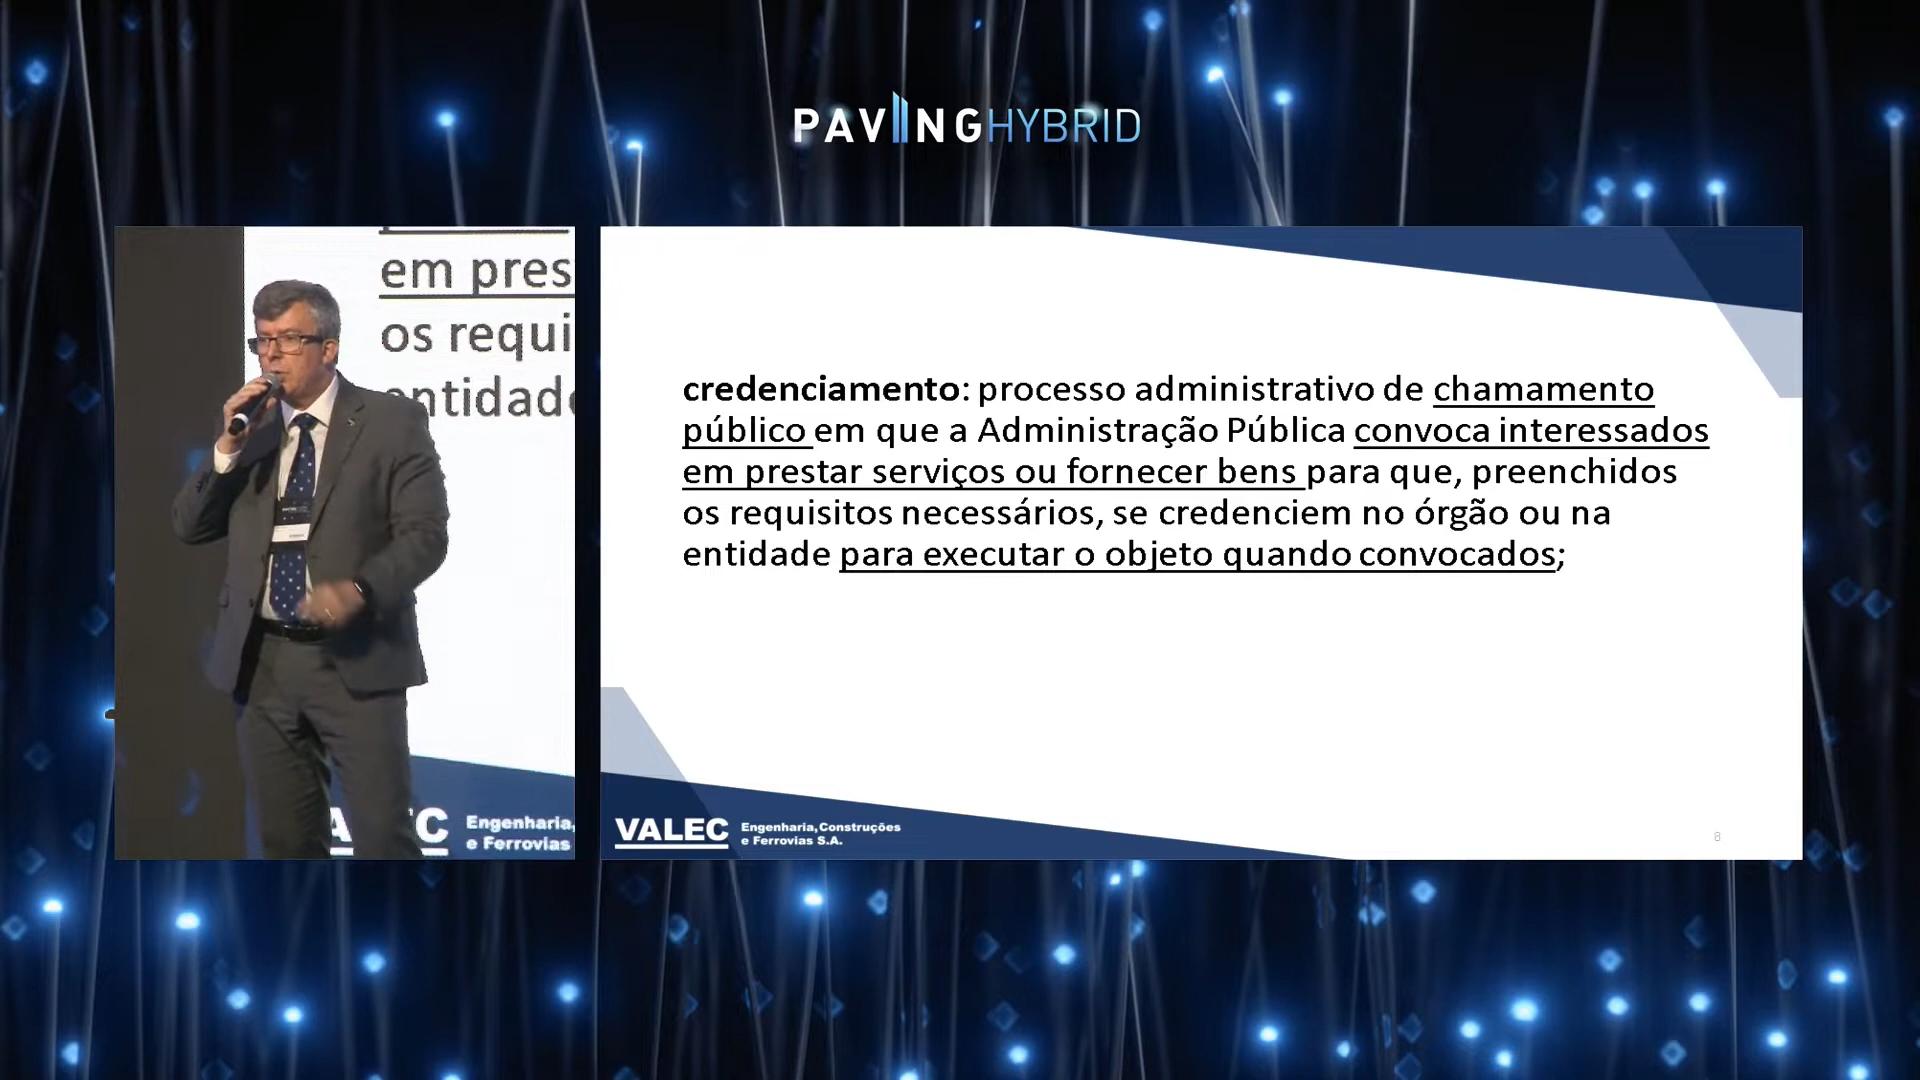 PAVINGHYBRID
em pres
os requi
entidad
AC
Engenharia,
e Ferrovias
credenciamento: processo administrativo de chamamento
público em que a Administração Pública convoca interessados
em prestar serviços ou fornecer bens para que, preenchidos
os requisitos necessários, se credenciem no órgão ou na
entidade para executar o objeto quando convocados;
VALEC
Engenharia, Construções
e Ferrovias S.A.
8